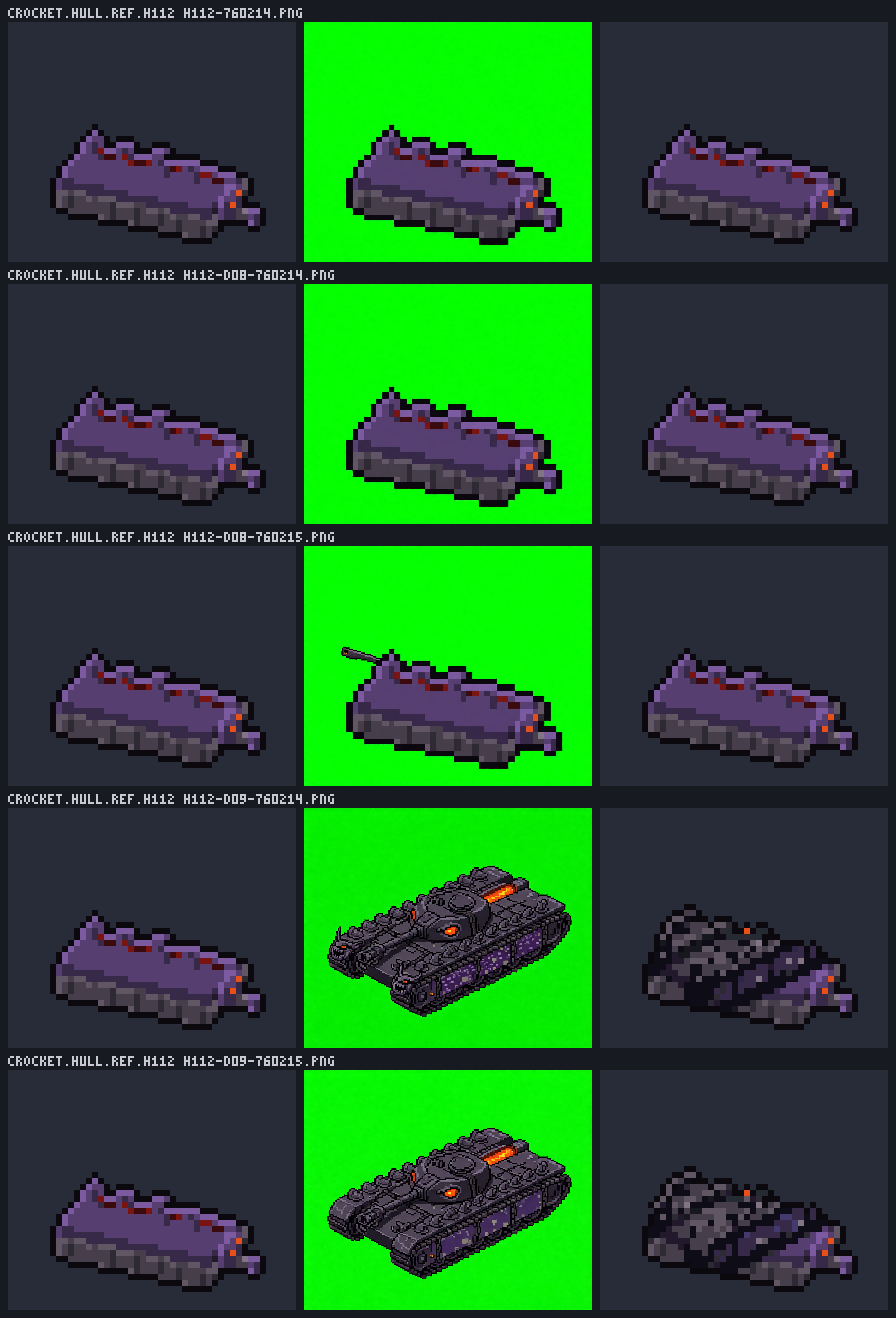 CROCKET.HULL.REF.H112 H112-760214.PNG
CROCKET.HULL.REF.H112 H112-D08-760214.PNG
CROCKET.HULL.REF.H112 H112-D08-760215.PNG
CROCKET.HULL.REF.H112 H112-D09-760214.PNG
CROCKET.HULL.REF.H112 H112-D09-760215.PNG